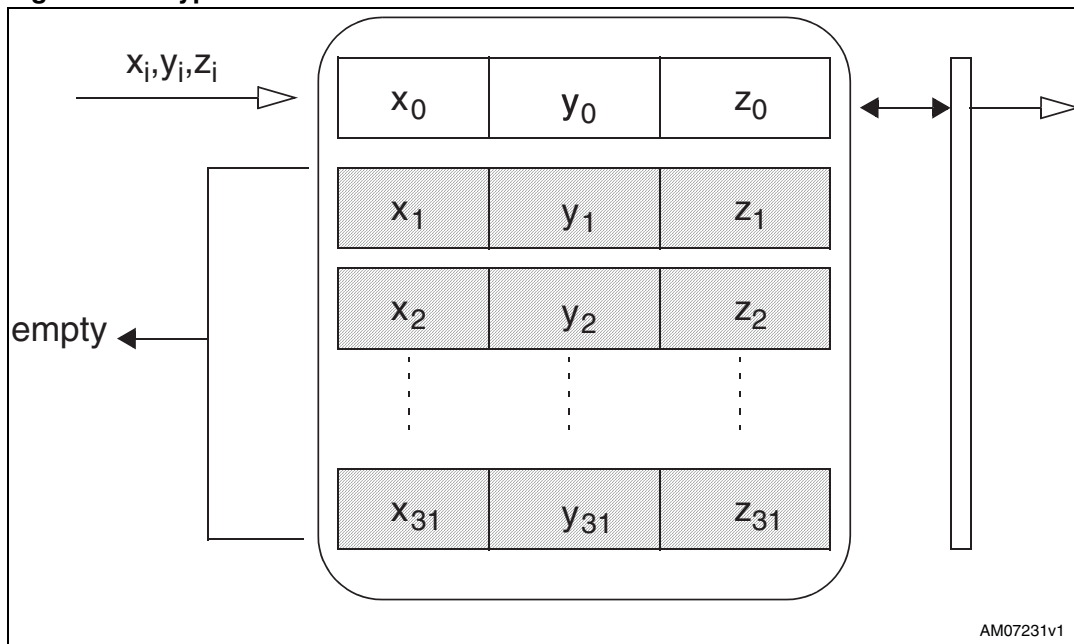 xi,yi,zi
x0 y0 z0
x1 y1 z1
x2 y2 z2
empty
x31 y31 z31
AM07231v1